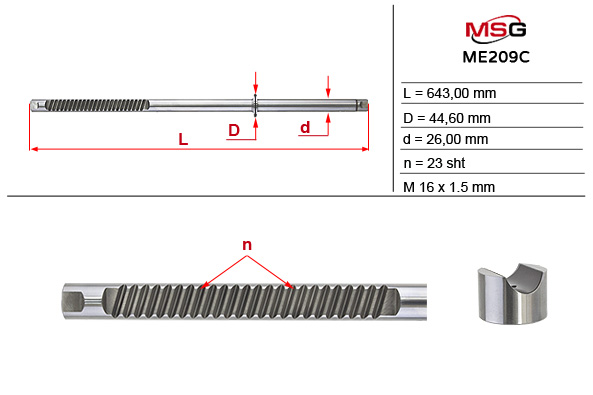 MSG
ME209C
L = 643,00 mm
D = 44,60 mm
d = 26,00 mm
n = 23 sht
M 16 x 1.5 mm
D
d
L
n